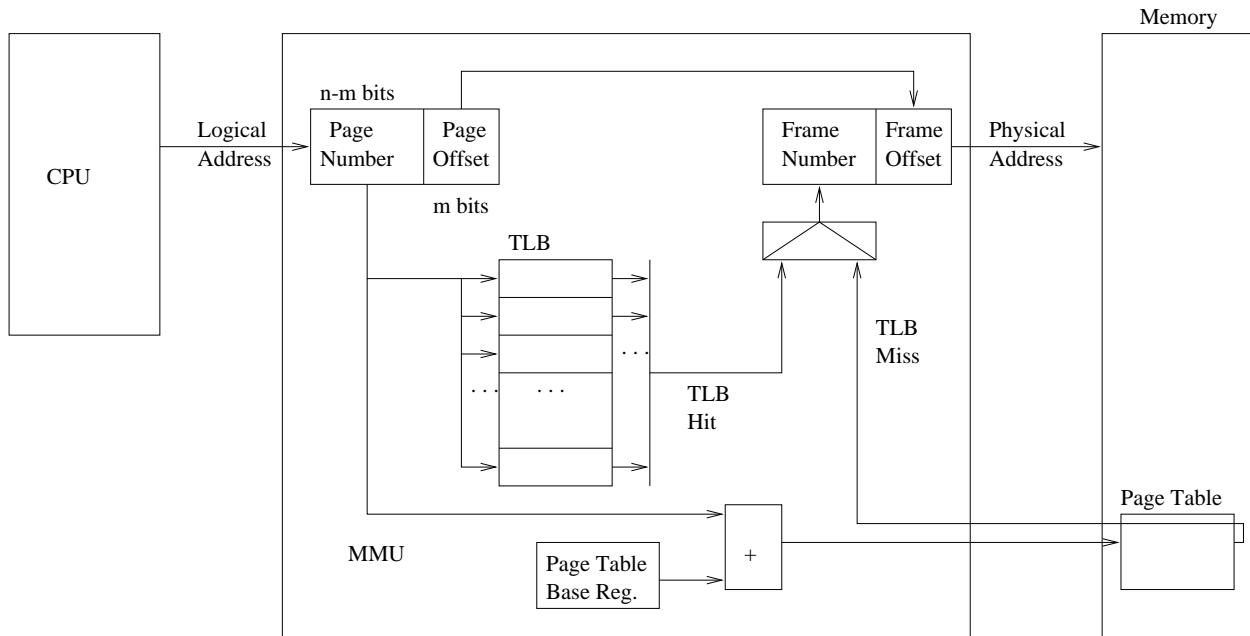 Memory
n-m bits
Logical
Address
Page
Number
Page
Offset
Frame
Number
Frame
Offset
Physical
Address
CPU
m bits
TLB
. . .
. . .
. . .
TLB
Hit
TLB
Miss
Page Table
MMU
+
Page Table
Base Reg.